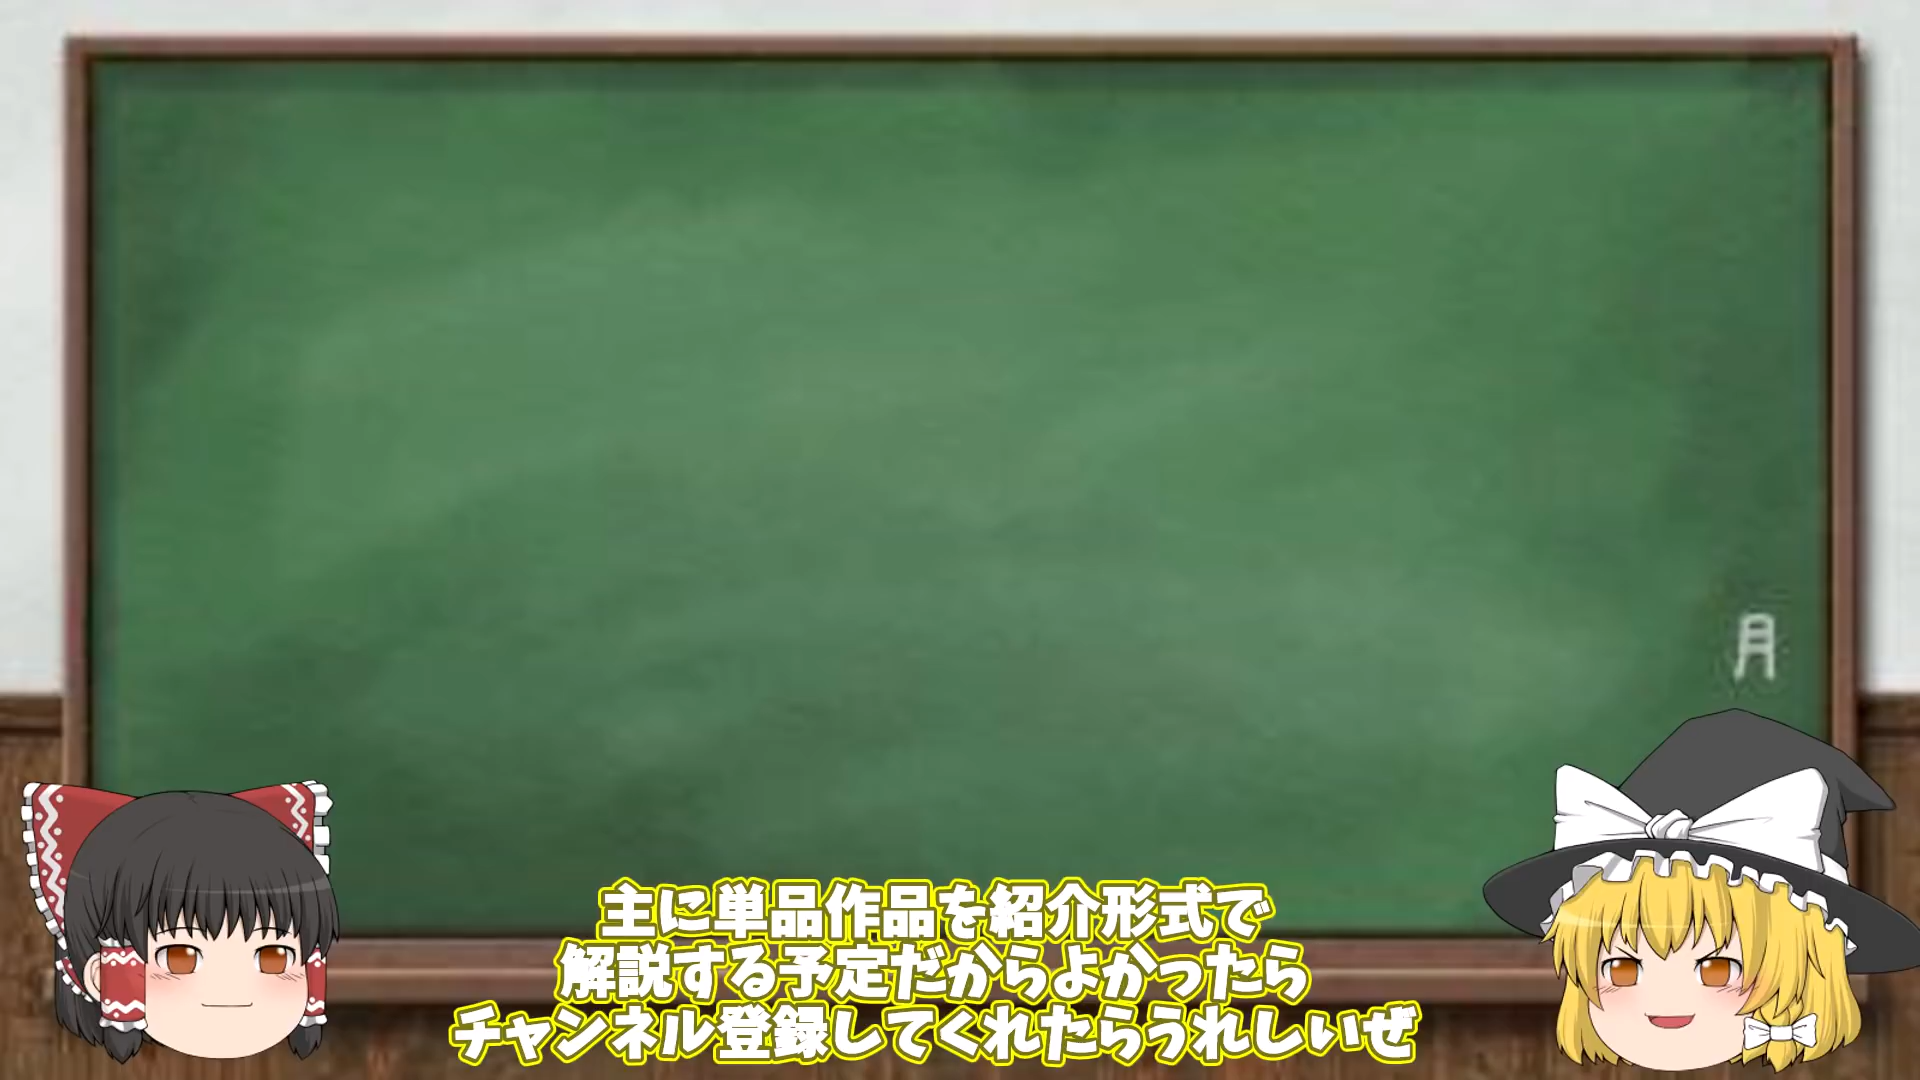 月
主に単品作品を紹介形式で
解説する予定だからよかったら
チャンネル登録してくれたらうれしいぜ